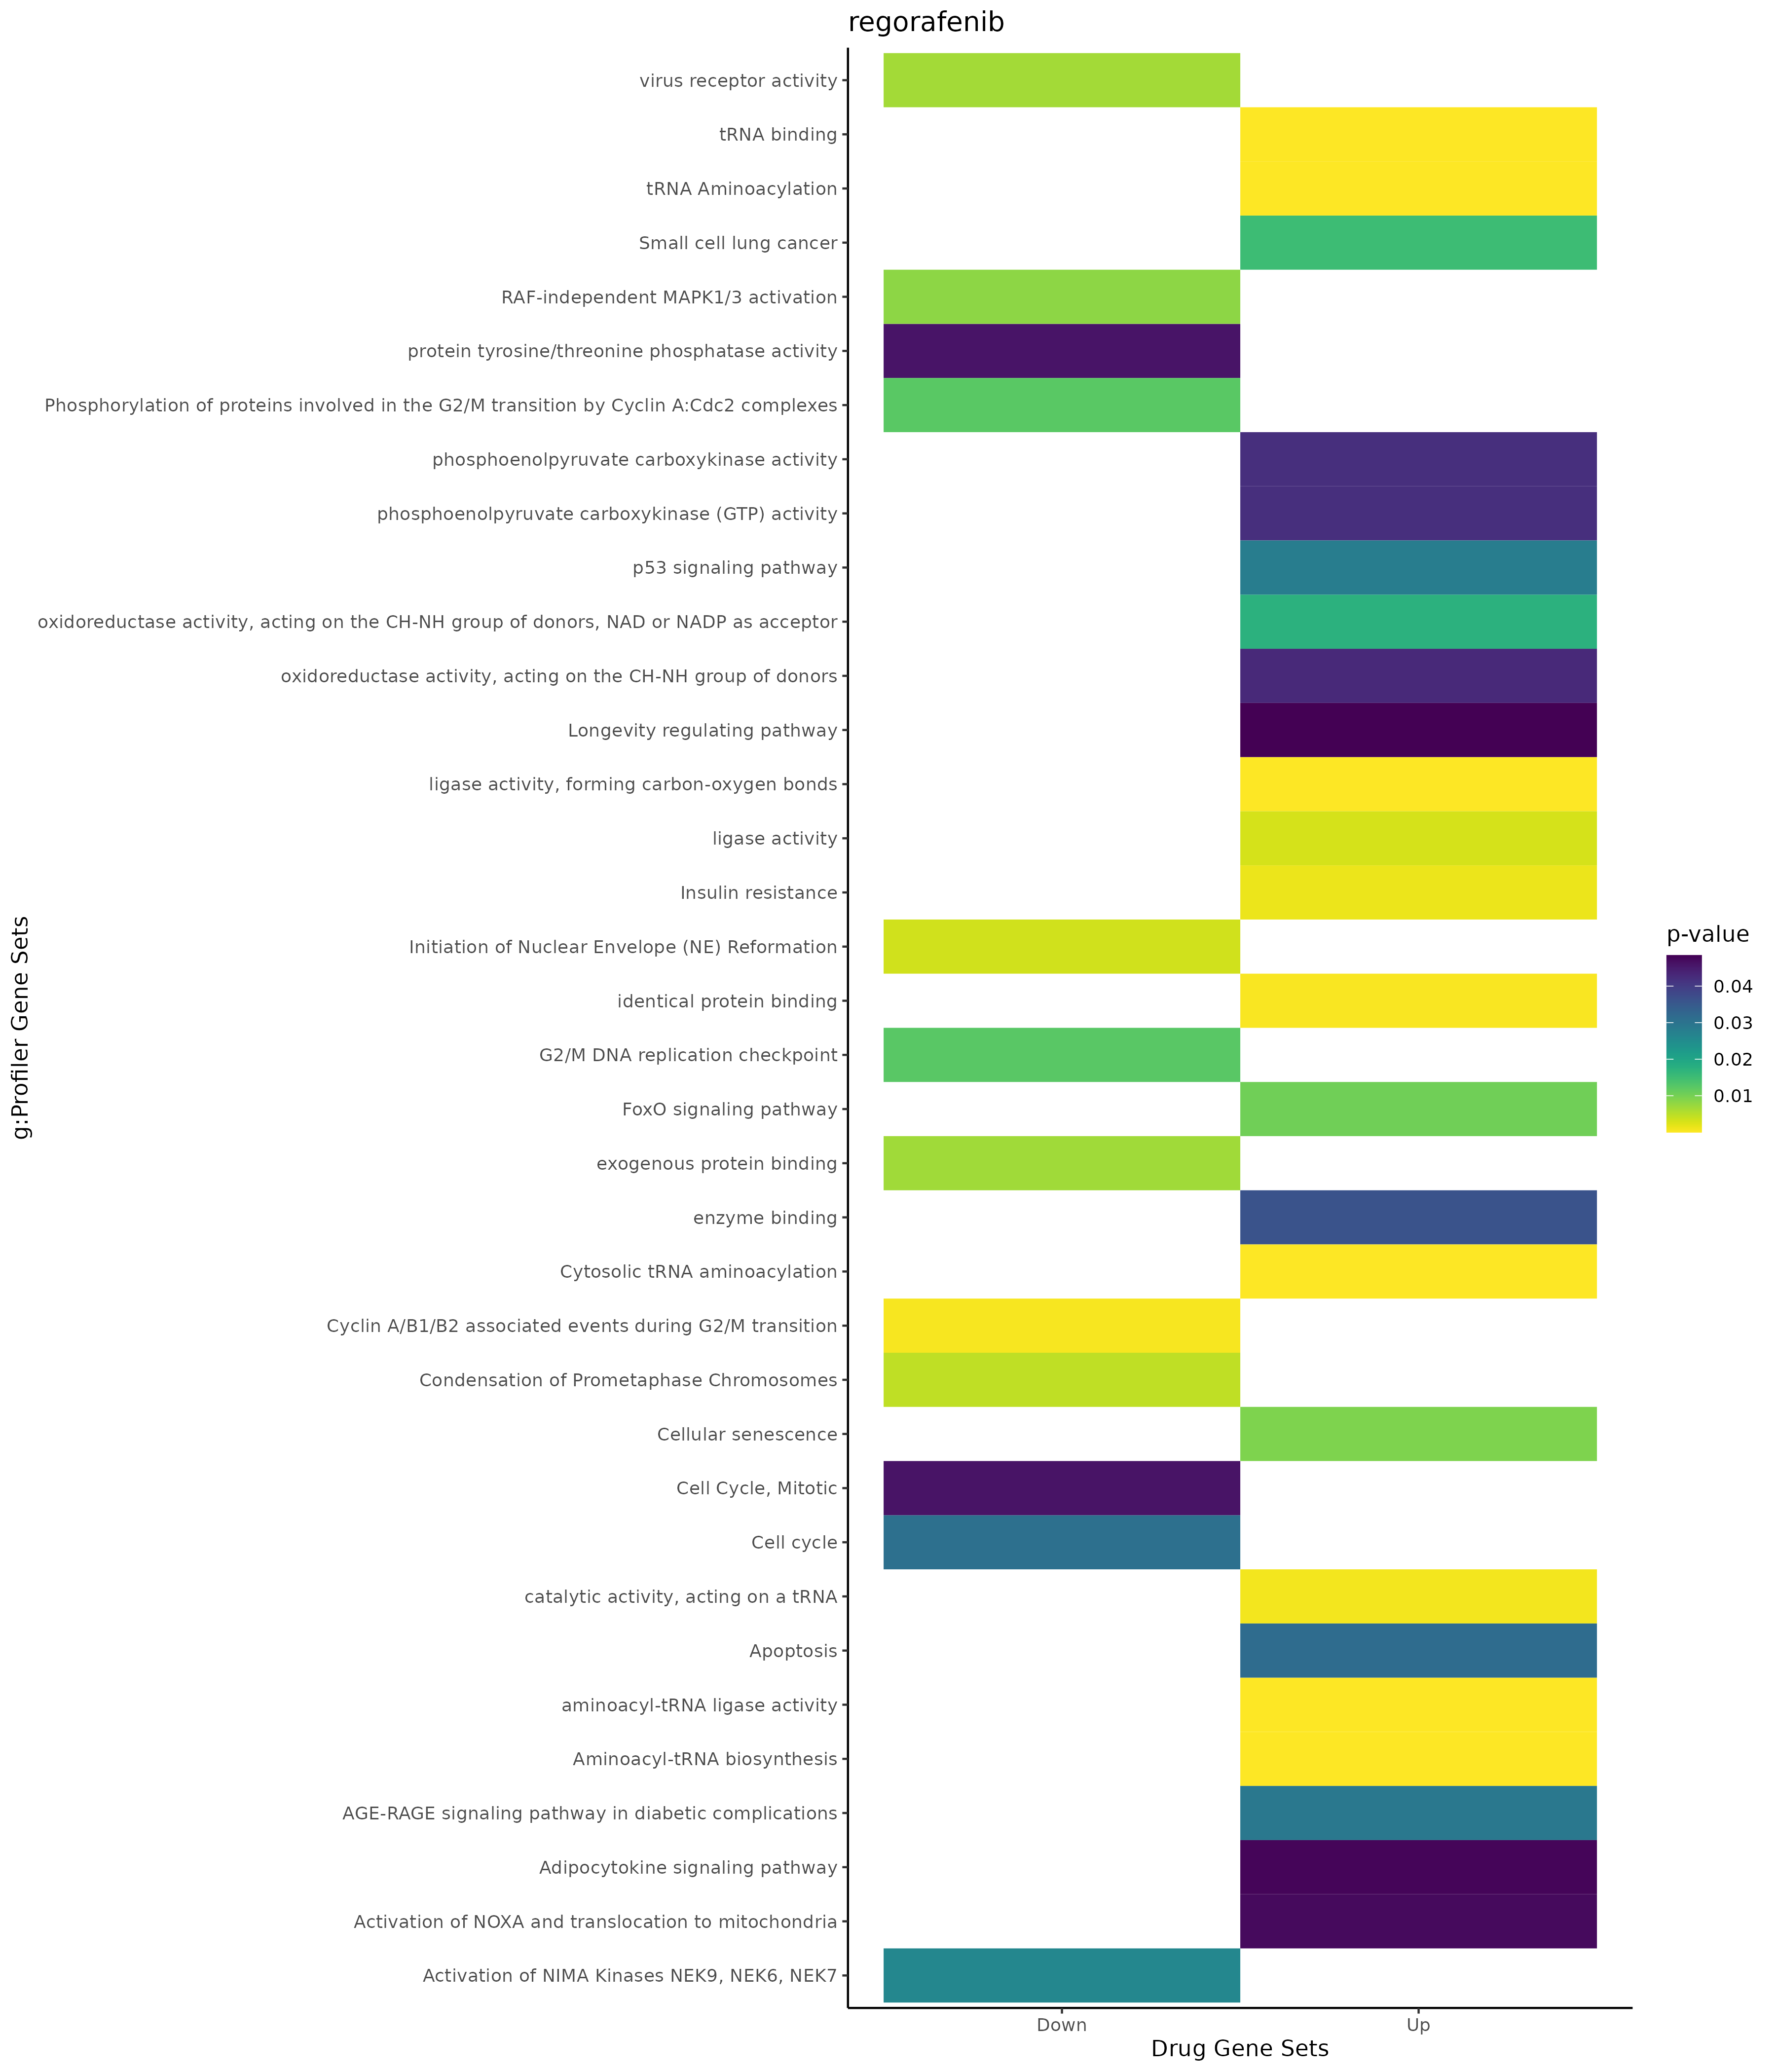 regorafenib
virus receptor activity
tRNA binding
tRNA Aminoacylation
Small cell lung cancer
RAF-independent MAPK1/3 activation
protein tyrosine/threonine phosphatase activity
Phosphorylation of proteins involved in the G2/M transition by Cyclin A:Cdc2 complexes
phosphoenolpyruvate carboxykinase activity
phosphoenolpyruvate carboxykinase (GTP) activity
p53 signaling pathway
oxidoreductase activity, acting on the CH-NH group of donors, NAD or NADP as acceptor
oxidoreductase activity, acting on the CH-NH group of donors
Longevity regulating pathway
ligase activity, forming carbon-oxygen bonds
ligase activity
Insulin resistance
Initiation of Nuclear Envelope (NE) Reformation
identical protein binding
G2/M DNA replication checkpoint
FoxO signaling pathway
exogenous protein binding
enzyme binding
Cytosolic tRNA aminoacylation
Cyclin A/B1/B2 associated events during G2/M transition
Condensation of Prometaphase Chromosomes
Cellular senescence
Cell Cycle, Mitotic
Cell cycle
catalytic activity, acting on a tRNA
Apoptosis
aminoacyl-tRNA ligase activity
Aminoacyl-tRNA biosynthesis
AGE-RAGE signaling pathway in diabetic complications
Adipocytokine signaling pathway
Activation of NOXA and translocation to mitochondria
Activation of NIMA Kinases NEK9, NEK6, NEK7
g:Profiler Gene Sets
Down
Up
Drug Gene Sets
p-value
0.04
0.03
0.02
0.01